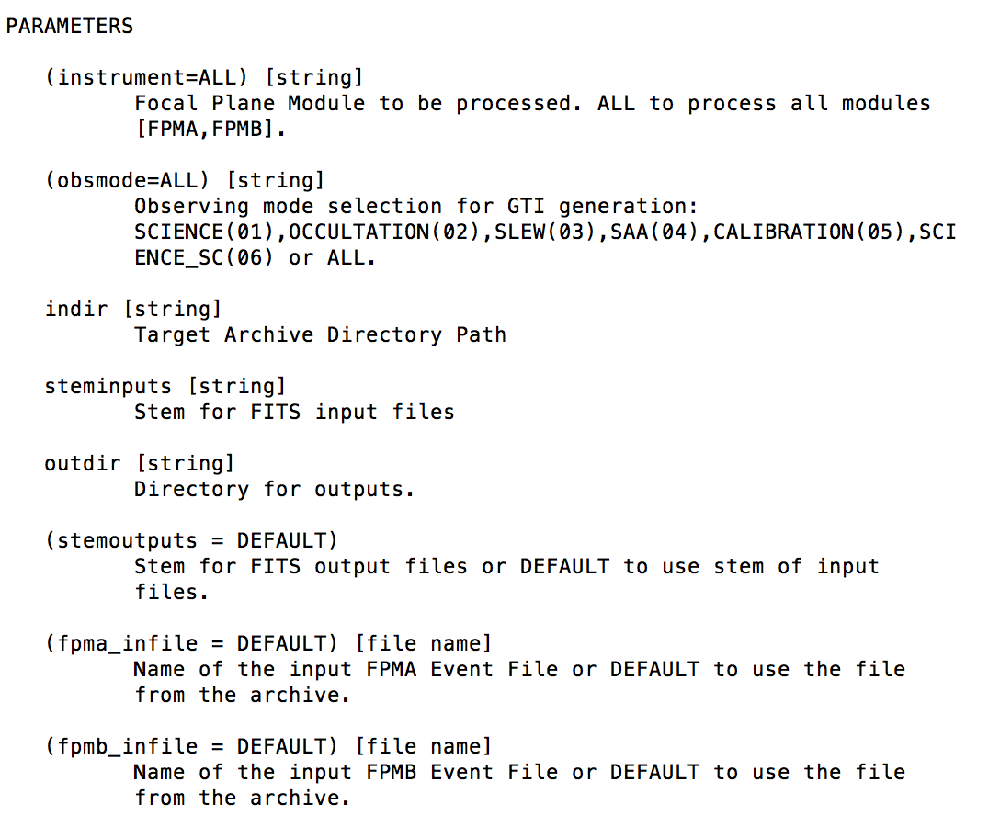 PARAMETERS
(instrument=ALL) [string]
Focal Plane Module to be processed. ALL to process all modules
[FPMA,FPMB].
(obsmode=ALL) [string]
Observing mode selection for GTI generation:
SCIENCE(01),OCCULTATION(02),SLEW(03),SAA(04),CALIBRATION(05),SCI
ENCE_SC(06) or ALL.
indir [string]
Target Archive Directory Path
steminputs [string]
Stem for FITS input files
outdir [string]
Directory for outputs.
(stemoutputs = DEFAULT)
Stem for FITS output files or DEFAULT to use stem of input
files.
(fpma_infile = DEFAULT) [file name]
Name of the input FPMA Event File or DEFAULT to use the file
from the archive.
(fpmb_infile = DEFAULT) [file name]
Name of the input FPMB Event File or DEFAULT to use the file
from the archive.